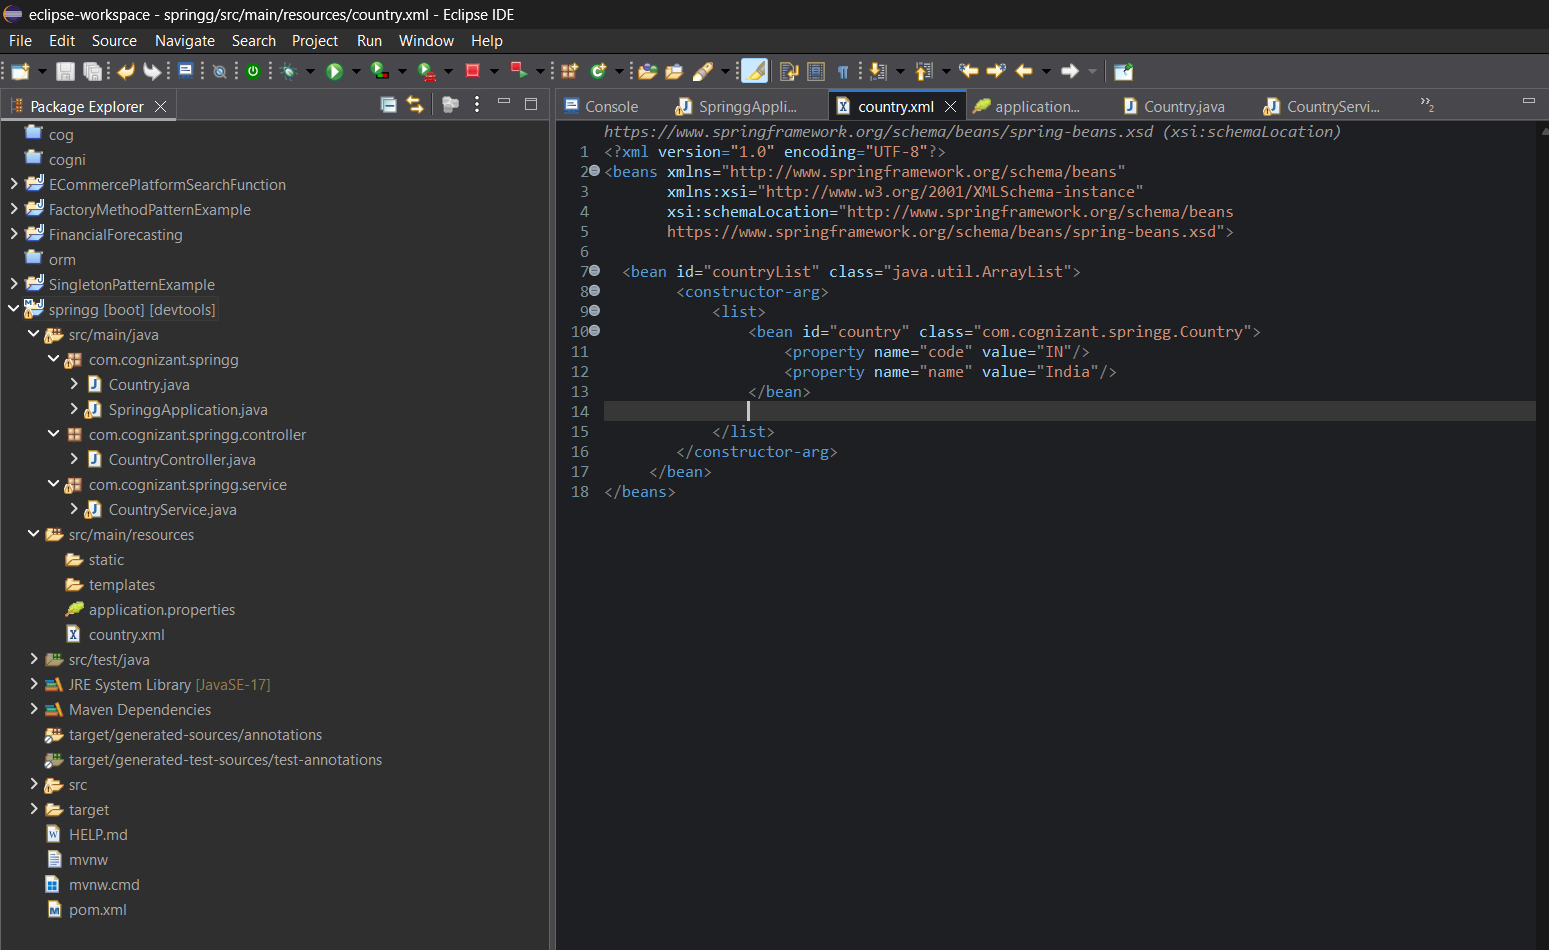 eclipse-workspace - springg/src/main/resources/country.xml - Eclipse IDE
File Edit Source Navigate Search Project Run Window Help
Package Explorer
cog
cogni
ECommercePlatformSearchFunction
FactoryMethodPatternExample
FinancialForecasting
orm
SingletonPatternExample
springg [boot] [devtools]
src/main/java
com.cognizant.springg
Country.java
SpringgApplication.java
com.cognizant.springg.controller
CountryController.java
com.cognizant.springg.service
CountryService.java
src/main/resources
static
templates
application.properties
country.xml
src/test/java
JRE System Library [JavaSE-17]
Maven Dependencies
target/generated-sources/annotations
target/generated-test-sources/test-annotations
src
target
HELP.md
mvnw
mvnw.cmd
pom.xml
Console SpringgAppli... country.xml application... Country.java CountryServi... »2
https://www.springframework.org/schema/beans/spring-beans.xsd (xsi:schemaLocation)
1 <?xml version="1.0" encoding="UTF-8"?>
2 <beans xmlns="http://www.springframework.org/schema/beans"
3 xmlns:xsi="http://www.w3.org/2001/XMLSchema-instance"
4 xsi:schemaLocation="http://www.springframework.org/schema/beans
5 https://www.springframework.org/schema/beans/spring-beans.xsd">
6
7 <bean id="countryList" class="java.util.ArrayList">
8 <constructor-arg>
9 <list>
10 <bean id="country" class="com.cognizant.springg.Country">
11 <property name="code" value="IN"/>
12 <property name="name" value="India"/>
13 </bean>
14
15 </list>
16 </constructor-arg>
17 </bean>
18 </beans>